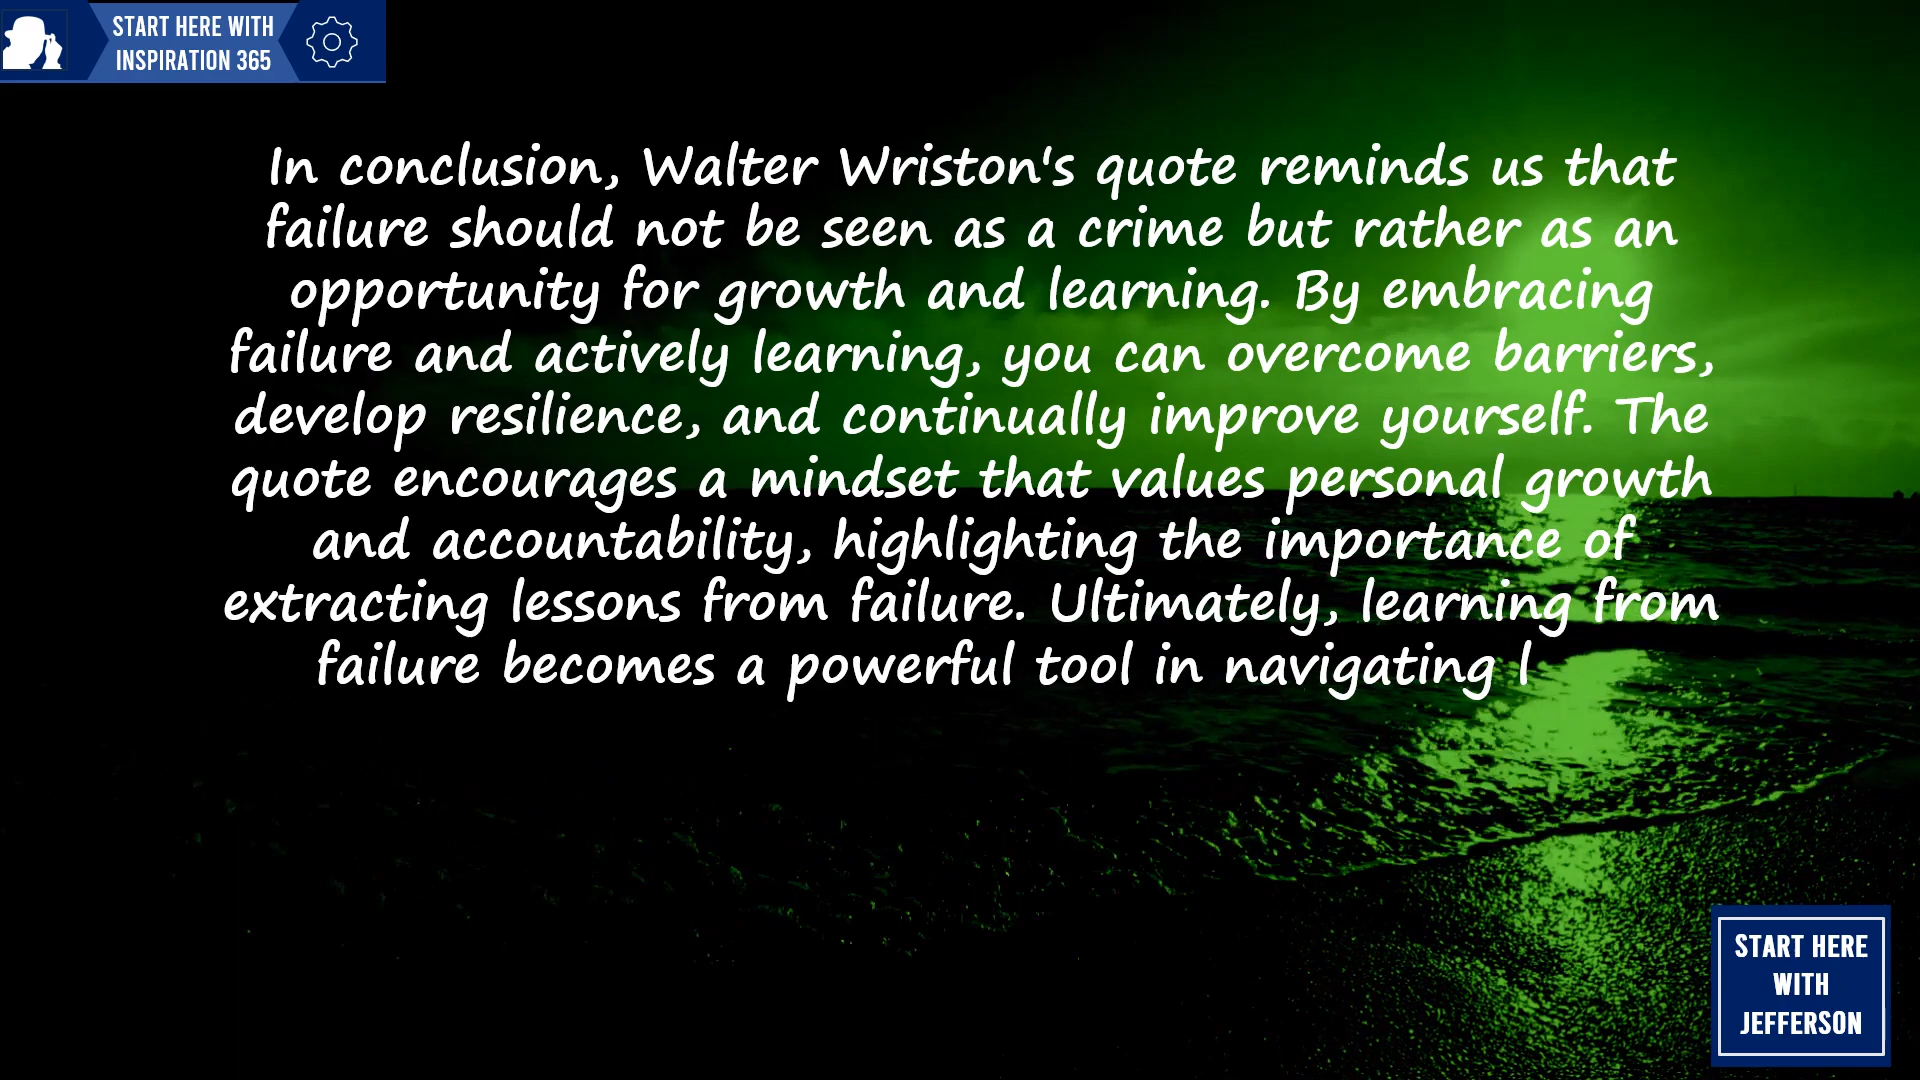 START HERE WITH
INSPIRATION 365
In conclusion, Walter Wriston's quote reminds us that
failure should not be seen as a crime but rather as an
opportunity for growth and learning. By embracing
failure and actively learning, you can overcome barriers,
develop resilience, and continually improve yourself. The
quote encourages a mindset that values personal growth
and accountability, highlighting the importance of
extracting lessons from failure. Ultimately, learning from
failure becomes a powerful tool in navigating l
START HERE
WITH
JEFFERSON